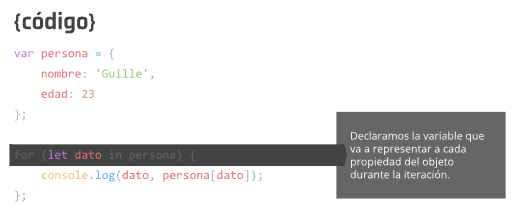 {código}
var persona = {
nombre: 'Guille',
edad: 23
};
for (let dato in persona) {
console.log(dato, persona[dato]);
};
Declaramos la variable que
va a representar a cada
propiedad del objeto
durante la iteración.